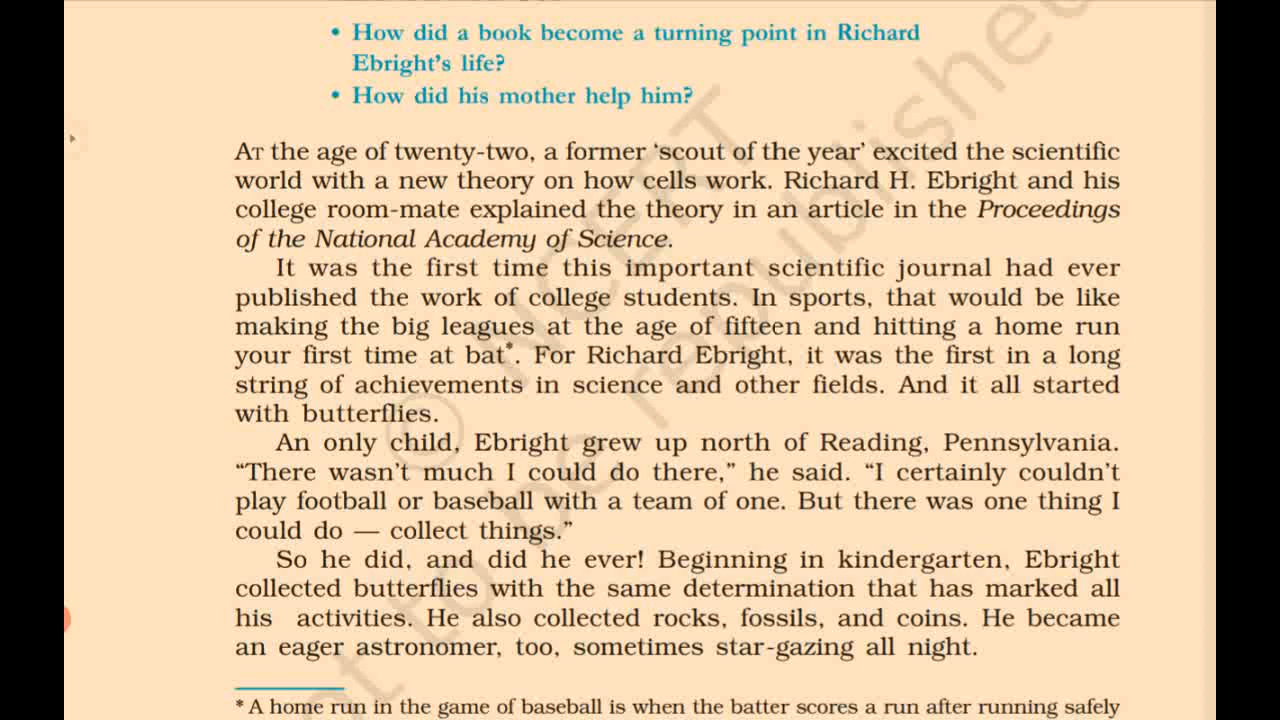 • How did a book become a turning point in Richard
Ebright's life?
• How did his mother help him?
AT the age of twenty-two, a former ‘scout of the year’ excited the scientific
world with a new theory on how cells work. Richard H. Ebright and his
college room-mate explained the theory in an article in the Proceedings
of the National Academy of Science.
It was the first time this important scientific journal had ever
published the work of college students. In sports, that would be like
making the big leagues at the age of fifteen and hitting a home run
your first time at bat*. For Richard Ebright, it was the first in a long
string of achievements in science and other fields. And it all started
with butterflies.
An only child, Ebright grew up north of Reading, Pennsylvania.
“There wasn't much I could do there,” he said. “I certainly couldn't
play football or baseball with a team of one. But there was one thing I
could do — collect things.”
So he did, and did he ever! Beginning in kindergarten, Ebright
collected butterflies with the same determination that has marked all
his activities. He also collected rocks, fossils, and coins. He became
an eager astronomer, too, sometimes star-gazing all night.
* A home run in the game of baseball is when the batter scores a run after running safely
© NCERT
not to be republished